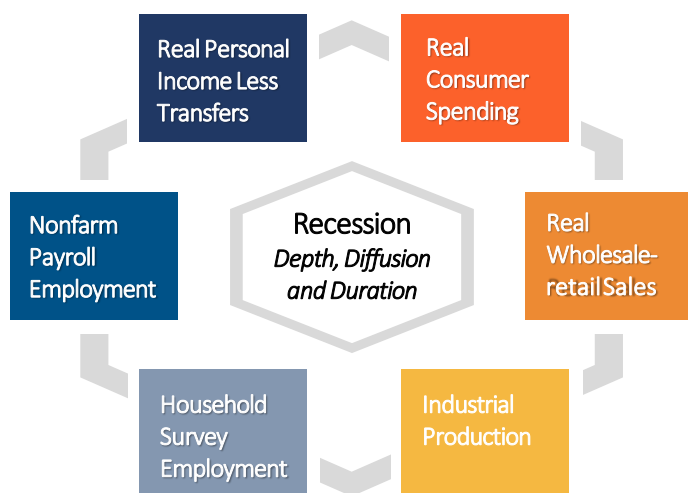 Real Personal
Income Less
Transfers
Real
Consumer
Spending
Nonfarm
Payroll
Employment
Recession
Depth, Diffusion
and Duration
Real
Wholesale-
retail Sales
Household
Survey
Employment
Industrial
Production